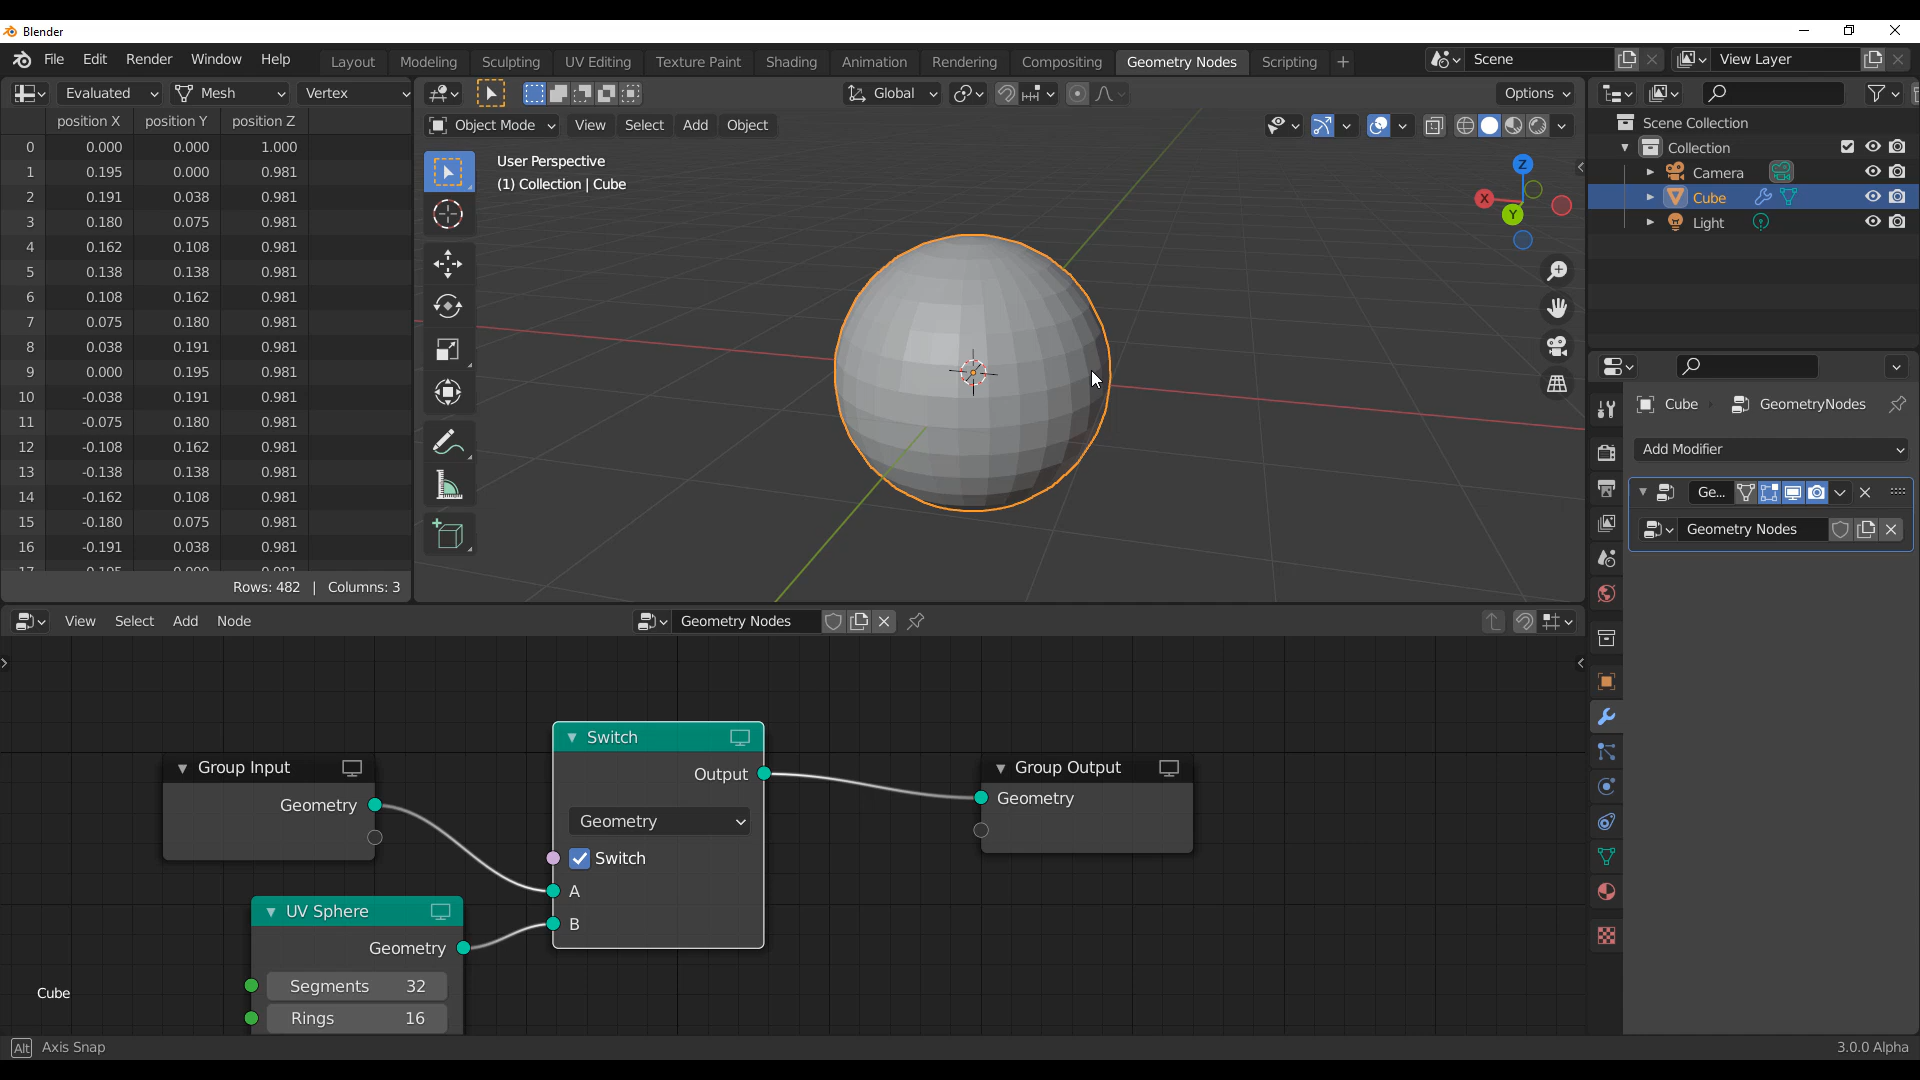 Blender
File Edit Render Window Help
Layout Modeling Sculpting UV Editing Texture Paint Shading Animation Rendering Compositing Geometry Nodes Scripting +
Scene
View Layer
Evaluated Mesh Vertex
Global
Options
Object Mode View Select Add Object
position X position Y position Z
0 0.000 0.000 1.000
1 0.195 0.000 0.981
2 0.191 0.038 0.981
3 0.180 0.075 0.981
4 0.162 0.108 0.981
5 0.138 0.138 0.981
6 0.108 0.162 0.981
7 0.075 0.180 0.981
8 0.038 0.191 0.981
9 0.000 0.195 0.981
10 -0.038 0.191 0.981
11 -0.075 0.180 0.981
12 -0.108 0.162 0.981
13 -0.138 0.138 0.981
14 -0.162 0.108 0.981
15 -0.180 0.075 0.981
16 -0.191 0.038 0.981
Rows: 482 | Columns: 3
User Perspective
(1) Collection | Cube
Z
X
Y
Scene Collection
Collection
Camera
Cube
Light
Cube GeometryNodes
Add Modifier
Ge...
Geometry Nodes
View Select Add Node
Geometry Nodes
Group Input
Geometry
UV Sphere
Geometry
Segments 32
Rings 16
Switch
Output
Geometry
Switch
A
B
Group Output
Geometry
Cube
Alt Axis Snap
3.0.0 Alpha